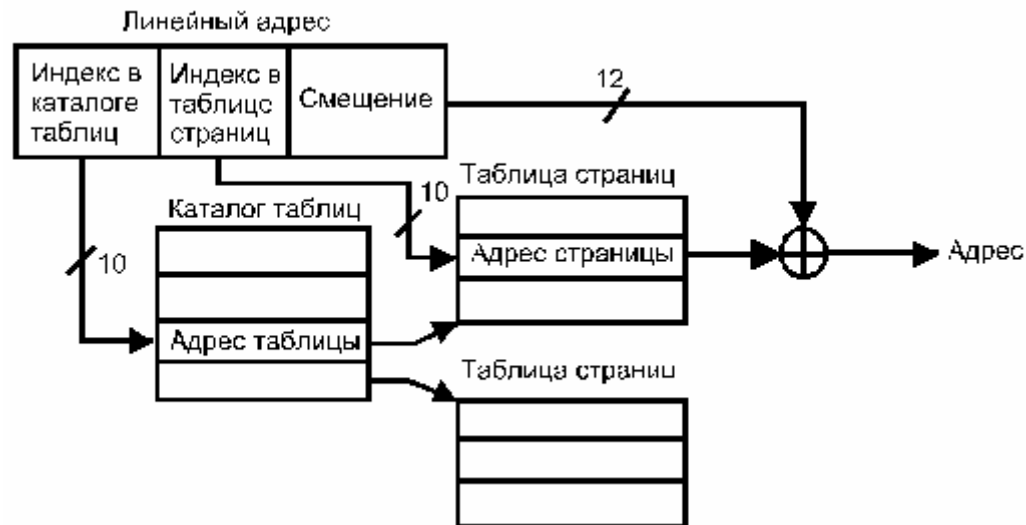 Линейный адрес
Индекс в
каталоге
таблиц
Индекс в
таблицс
страниц
Смещение
12
Таблица страниц
10
Каталог таблиц
10
Адрес страницы
Адрес
Адрес таблицы
Таблица страниц